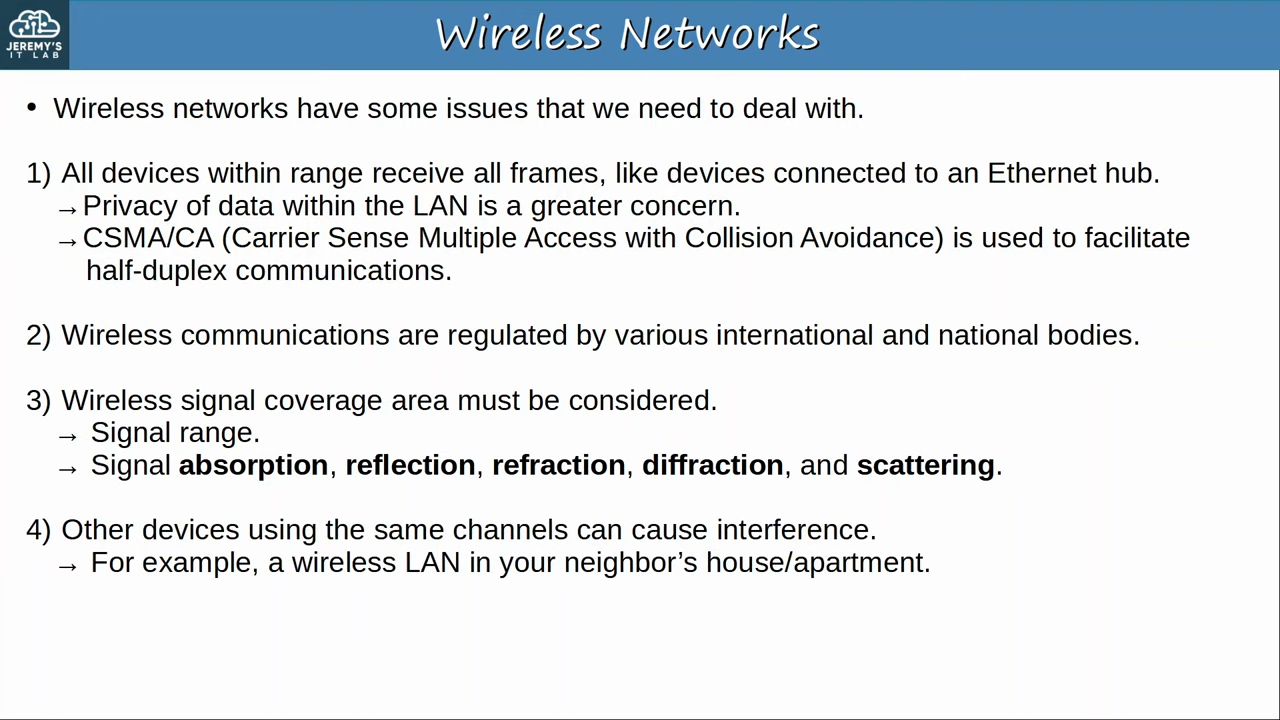 JEREMY'S
IT LAB
Wireless Networks
• Wireless networks have some issues that we need to deal with.
1) All devices within range receive all frames, like devices connected to an Ethernet hub.
→Privacy of data within the LAN is a greater concern.
→CSMA/CA (Carrier Sense Multiple Access with Collision Avoidance) is used to facilitate
half-duplex communications.
2) Wireless communications are regulated by various international and national bodies.
3) Wireless signal coverage area must be considered.
→ Signal range.
→ Signal absorption, reflection, refraction, diffraction, and scattering.
4) Other devices using the same channels can cause interference.
→ For example, a wireless LAN in your neighbor’s house/apartment.